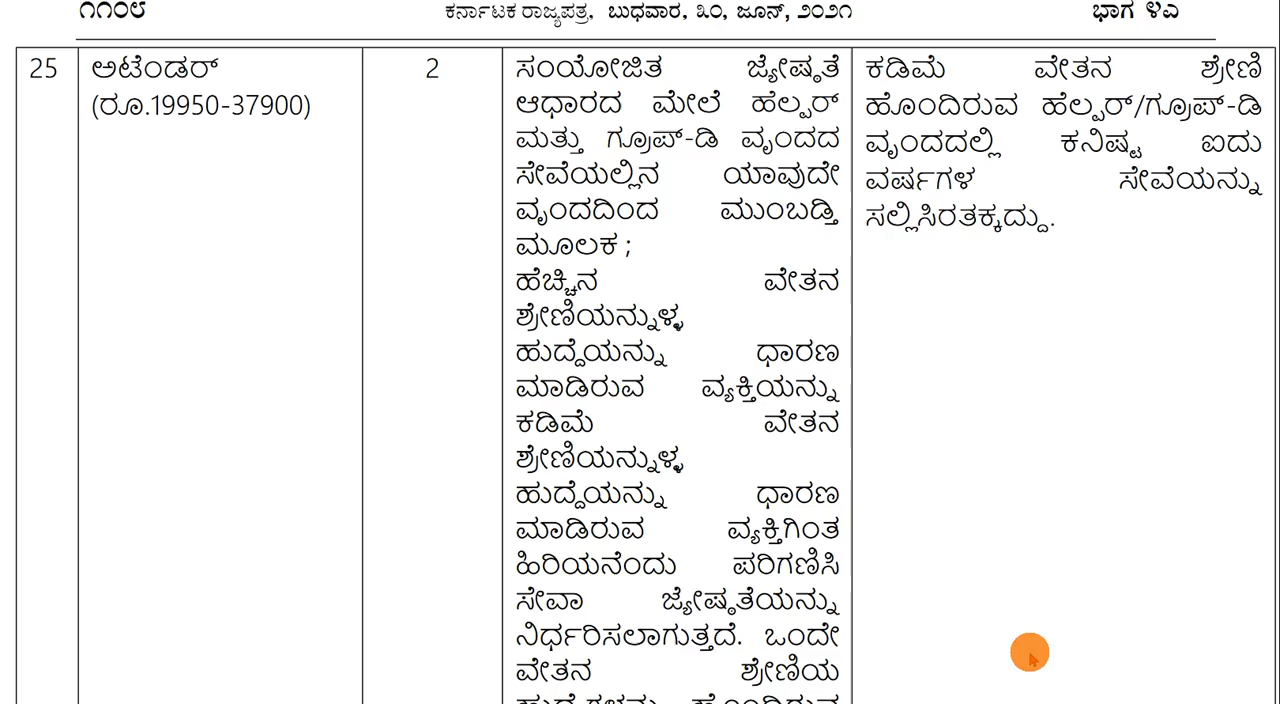 ೧೧೦೮ ಕರ್ನಾಟಕ ರಾಜ್ಯಪತ್ರ, ಬುಧವಾರ, ೩೦, ಜೂನ್, ೨೦೨೧ ಭಾಗ ೪ಎ
25 ಅಟೆಂಡರ್ 2
(ರೂ.19950-37900)
ಸಂಯೋಜಿತ ಜ್ಯೇಷ್ಠತೆ
ಆಧಾರದ ಮೇಲೆ ಹೆಲ್ಪರ್
ಮತ್ತು ಗ್ರೂಪ್-ಡಿ ವೃಂದದ
ಸೇವೆಯಲ್ಲಿನ ಯಾವುದೇ
ವೃಂದದಿಂದ ಮುಂಬಡ್ತಿ
ಮೂಲಕ;
ಹೆಚ್ಚಿನ ವೇತನ
ಶ್ರೇಣಿಯನ್ನುಳ್ಳ
ಹುದ್ದೆಯನ್ನು ಧಾರಣ
ಮಾಡಿರುವ ವ್ಯಕ್ತಿಯನ್ನು
ಕಡಿಮೆ ವೇತನ
ಶ್ರೇಣಿಯನ್ನುಳ್ಳ
ಹುದ್ದೆಯನ್ನು ಧಾರಣ
ಮಾಡಿರುವ ವ್ಯಕ್ತಿಗಿಂತ
ಹಿರಿಯನೆಂದು ಪರಿಗಣಿಸಿ
ಸೇವಾ ಜ್ಯೇಷ್ಠತೆಯನ್ನು
ನಿರ್ಧರಿಸಲಾಗುತ್ತದೆ. ಒಂದೇ
ವೇತನ ಶ್ರೇಣಿಯ
ಕಡಿಮೆ ವೇತನ ಶ್ರೇಣಿ
ಹೊಂದಿರುವ ಹೆಲ್ಪರ್/ಗ್ರೂಪ್-ಡಿ
ವೃಂದದಲ್ಲಿ ಕನಿಷ್ಟ ಐದು
ವರ್ಷಗಳ ಸೇವೆಯನ್ನು
ಸಲ್ಲಿಸಿರತಕ್ಕದ್ದು.